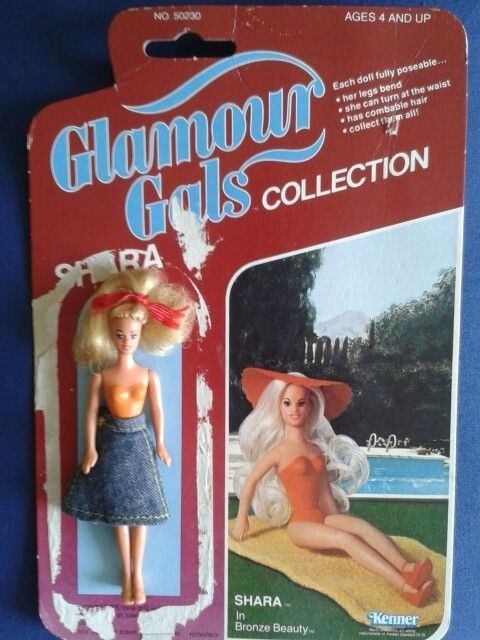 NO. 50230
AGES 4 AND UP
Glamour
Gals COLLECTION
Each doll fully poseable...
• her legs bend
• she can turn at the waist
• has combable hair
• collect them all!
SHARA
SHARA
In
Bronze Beauty
Kenner